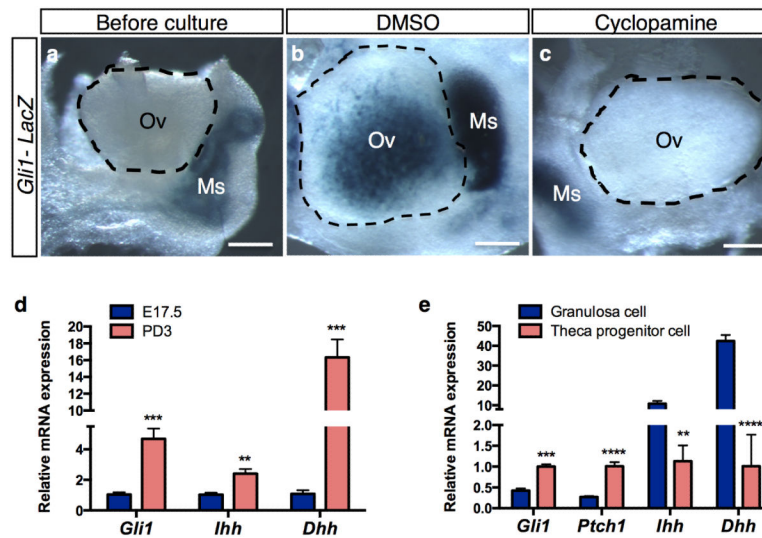 Before culture
DMSO
Cyclopamine
Gli1- LacZ
a
Ov
Ms
b
Ov
Ms
c
Ov
Ms
d
E17.5
PD3
Relative mRNA expression
20
18
16
14
12
10
8
6
4
2
0
***
**
***
Gli1
Ihh
Dhh
e
Granulosa cell
Theca progenitor cell
Relative mRNA expression
50
40
30
20
10
2.0
1.5
1.0
0.5
0.0
***
****
**
****
Gli1
Ptch1
Ihh
Dhh